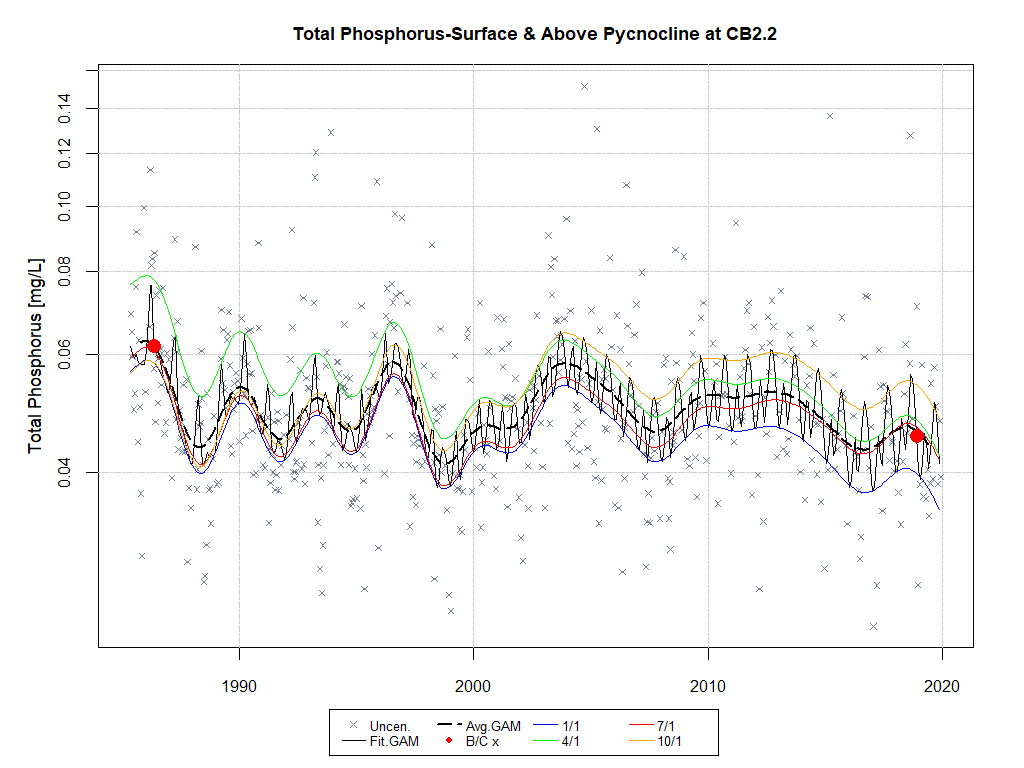 Total Phosphorus-Surface & Above Pycnocline at CB2.2
Total Phosphorus [mg/L]
0.14
0.12
0.10
0.08
0.06
0.04
1990 2000 2010 2020
Uncen. Avg.GAM 1/1 7/1
Fit.GAM B/C x 4/1 10/1